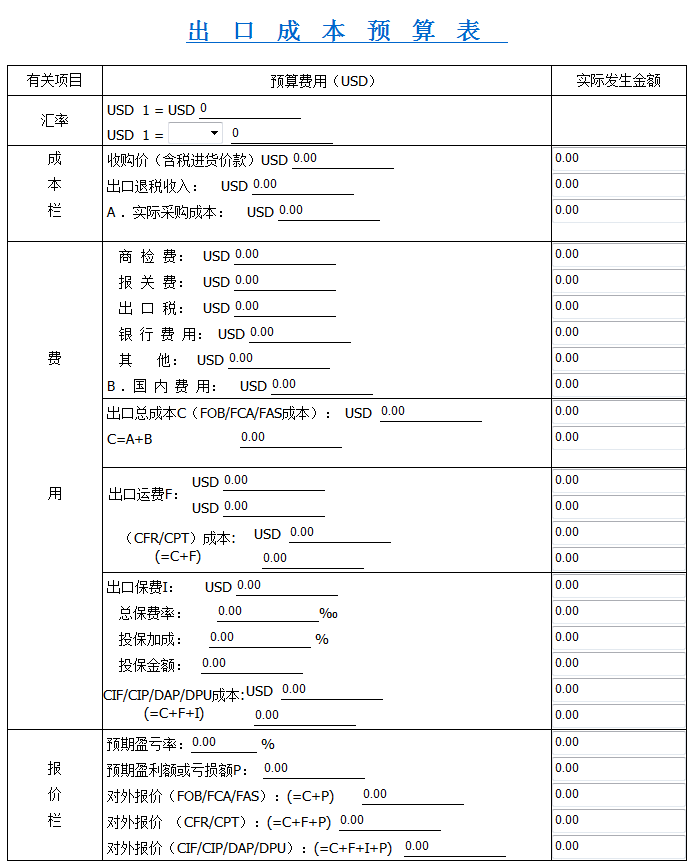 出 口 成 本 预 算 表
有关项目 预算费用（USD） 实际发生金额
汇率 USD 1 = USD 0
USD 1 = 0
成本栏 收购价（含税进货价款）USD 0.00 0.00
出口退税收入： USD 0.00 0.00
A．实际采购成本： USD 0.00 0.00
费用 商 检 费： USD 0.00 0.00
报 关 费： USD 0.00 0.00
出 口 税： USD 0.00 0.00
银 行 费 用： USD 0.00 0.00
其 他： USD 0.00 0.00
B．国 内 费 用： USD 0.00 0.00
出口总成本C（FOB/FCA/FAS成本）： USD 0.00 0.00
C=A+B 0.00 0.00
出口运费F： USD 0.00 0.00
USD 0.00 0.00
（CFR/CPT）成本： USD 0.00 0.00
(=C+F) 0.00 0.00
出口保费I： USD 0.00 0.00
总保费率： 0.00 ‰ 0.00
投保加成： 0.00 % 0.00
投保金额： 0.00 0.00
CIF/CIP/DAP/DPU成本：USD 0.00 0.00
(=C+F+I) 0.00 0.00
报价栏 预期盈亏率：0.00 % 0.00
预期盈利额或亏损额P： 0.00 0.00
对外报价（FOB/FCA/FAS）：(=C+P) 0.00 0.00
对外报价 （CFR/CPT）：(=C+F+P) 0.00 0.00
对外报价（CIF/CIP/DAP/DPU）：(=C+F+I+P) 0.00 0.00